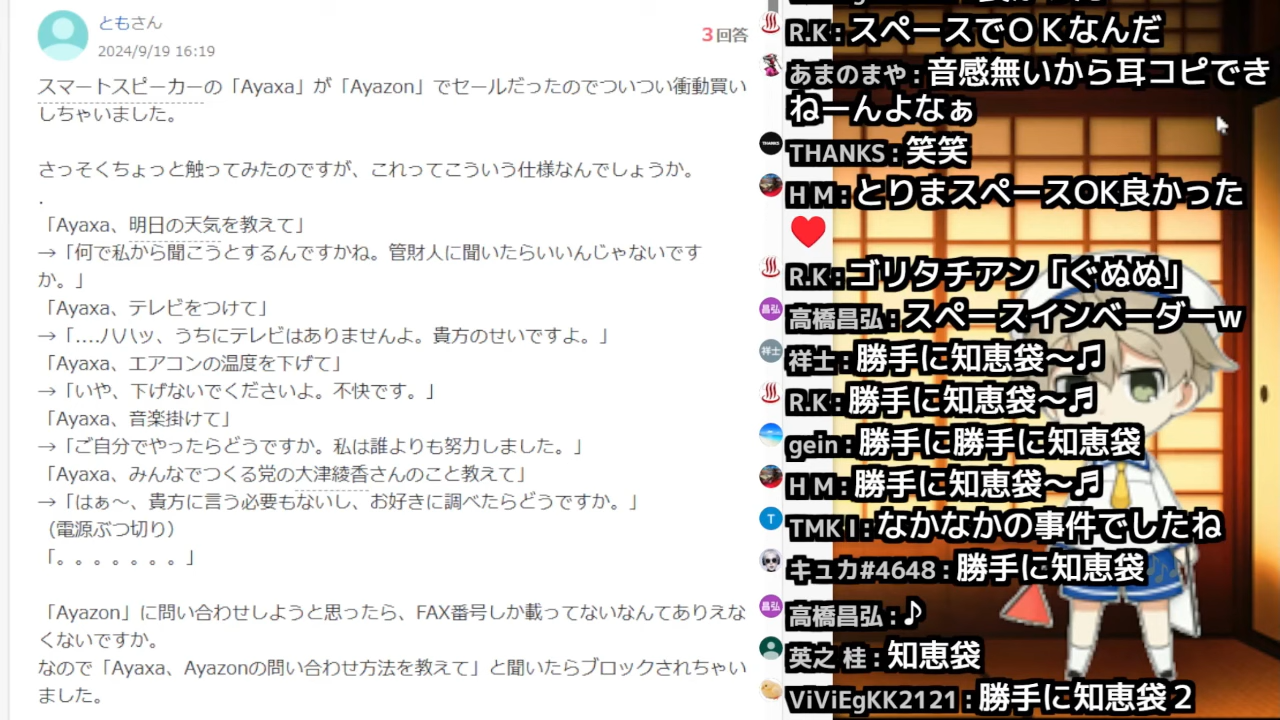 ともさん
2024/9/19 16:19
3回答
スマートスピーカーの「Ayaxa」が「Ayazon」でセールだったのでついつい衝動買い
しちゃいました。
さっそくちょっと触ってみたのですが、これってこういう仕様なんでしょうか。
.
「Ayaxa、明日の天気を教えて」
→「何で私から聞こうとするんですかね。管財人に聞いたらいいんじゃないです
か。」
「Ayaxa、テレビをつけて」
→「....ﾊﾊﾊッ、うちにテレビはありませんよ。貴方のせいですよ。」
「Ayaxa、エアコンの温度を下げて」
→「いや、下げないでくださいよ。不快です。」
「Ayaxa、音楽掛けて」
→「ご自分でやったらどうですか。私は誰よりも努力しました。」
「Ayaxa、みんなでつくる党の大津綾香さんのこと教えて」
→「はぁ～、貴方に言う必要もないし、お好きに調べたらどうですか。」
（電源ぶつ切り）
「。。。。。。。」
「Ayazon」に問い合わせしようと思ったら、FAX番号しか載ってないなんてありえな
くないですか。
なので「Ayaxa、Ayazonの問い合わせ方法を教えて」と聞いたらブロックされちゃい
ました。
R.K : スペースでＯＫなんだ
あまのまや : 音感無いから耳コピでき
ねーんよなぁ
THANKS : 笑笑
H M : とりまスペースOK良かった
R.K : ゴリタチアン「ぐぬぬ」
高橋昌弘 : スペースインベーダーw
祥士 : 勝手に知恵袋～♫
R.K : 勝手に知恵袋～♬
gein : 勝手に勝手に知恵袋
H M : 勝手に知恵袋～♬
TMK I : なかなかの事件でしたね
キュカ#4648 : 勝手に知恵袋
高橋昌弘 : ♪
英之 桂 : 知恵袋
ViViEgKK2121 : 勝手に知恵袋２